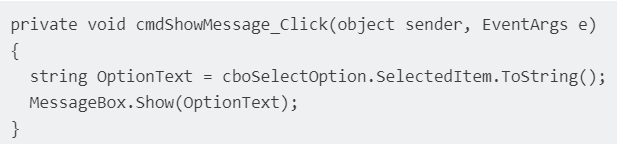 private void cmdShowMessage_Click(object sender, EventArgs e)
{
  string OptionText = cboSelectOption.SelectedItem.ToString();
  MessageBox.Show(OptionText);
}